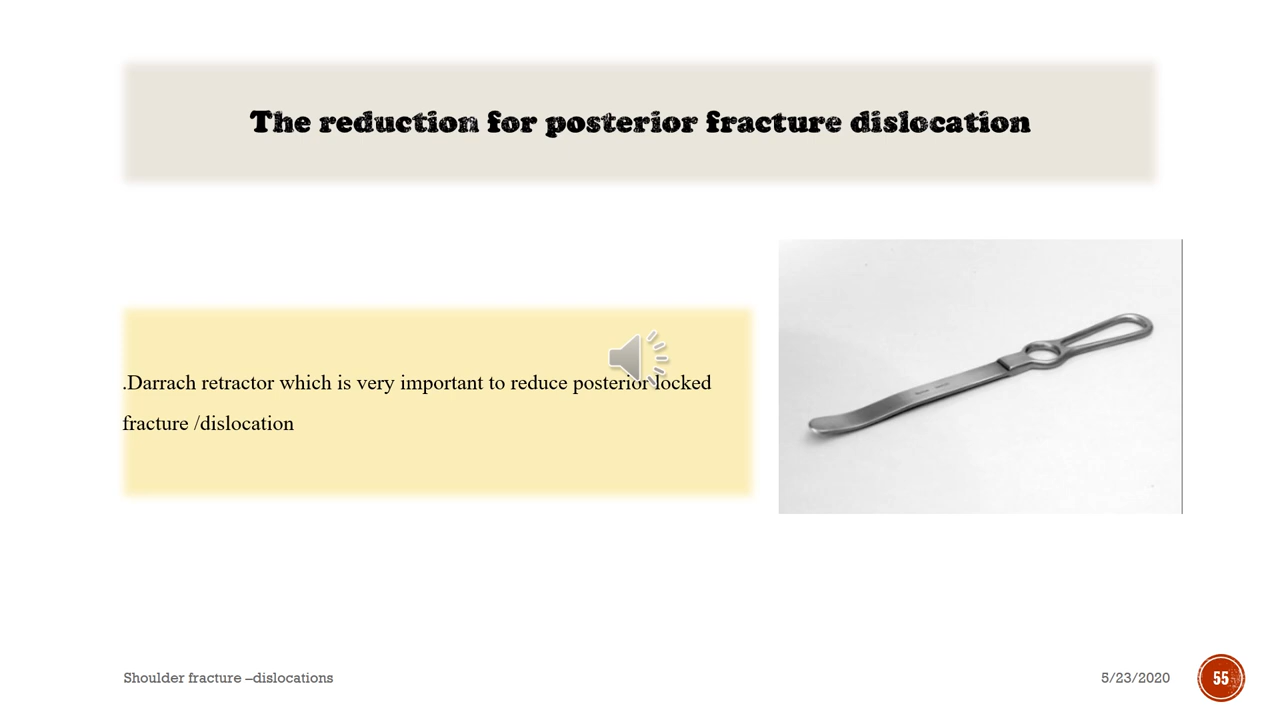 The reduction for posterior fracture dislocation
.Darrach retractor which is very important to reduce posterior locked
fracture /dislocation
Shoulder fracture –dislocations
5/23/2020
55